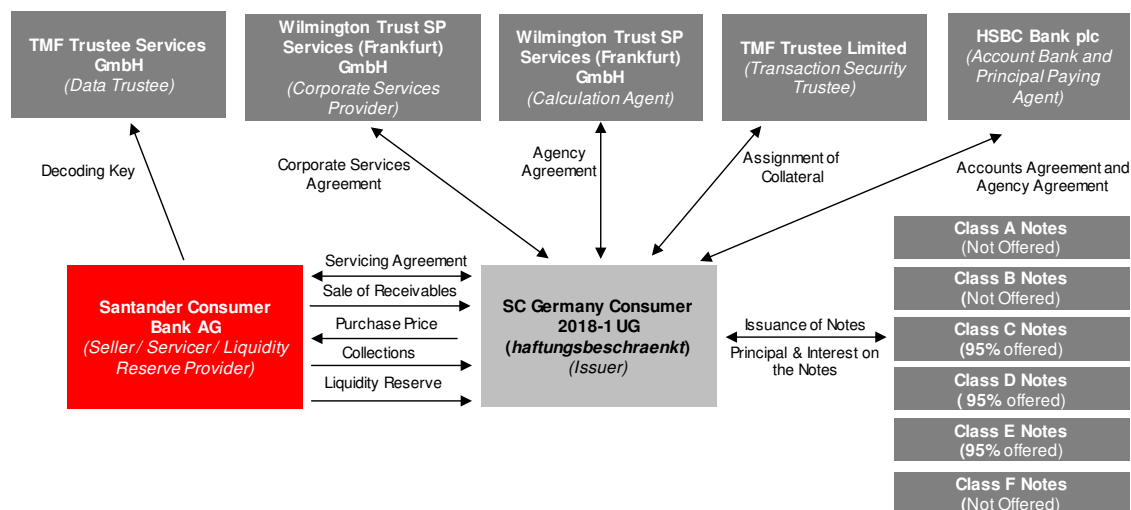 TMF Trustee Services
GmbH
(Data Trustee)
Wilmington Trust SP
Services (Frankfurt)
GmbH
(Corporate Services
Provider)
Wilmington Trust SP
Services (Frankfurt)
GmbH
(Calculation Agent)
TMF Trustee Limited
(Transaction Security
Trustee)
HSBC Bank plc
(Account Bank and
Principal Paying
Agent)
Decoding Key
Corporate Services
Agreement
Agency
Agreement
Assignment of
Collateral
Accounts Agreement and
Agency Agreement
Santander Consumer
Bank AG
(Seller / Servicer / Liquidity
Reserve Provider)
Servicing Agreement
Sale of Receivables
Purchase Price
Collections
Liquidity Reserve
SC Germany Consumer
2018-1 UG
(haftungsbeschraenkt)
(Issuer)
Issuance of Notes
Principal & Interest on
the Notes
Class A Notes
(Not Offered)
Class B Notes
(Not Offered)
Class C Notes
(95% offered)
Class D Notes
( 95% offered)
Class E Notes
(95% offered)
Class F Notes
(Not Offered)